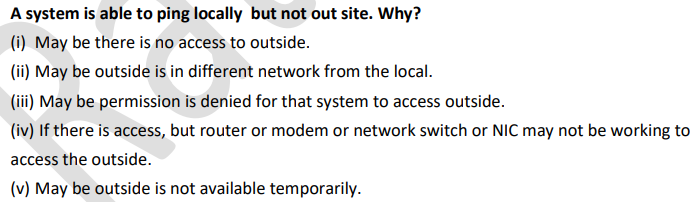 A system is able to ping locally but not out site. Why?
(i) May be there is no access to outside.
(ii) May be outside is in different network from the local.
(iii) May be permission is denied for that system to access outside.
(iv) If there is access, but router or modem or network switch or NIC may not be working to
access the outside.
(v) May be outside is not available temporarily.